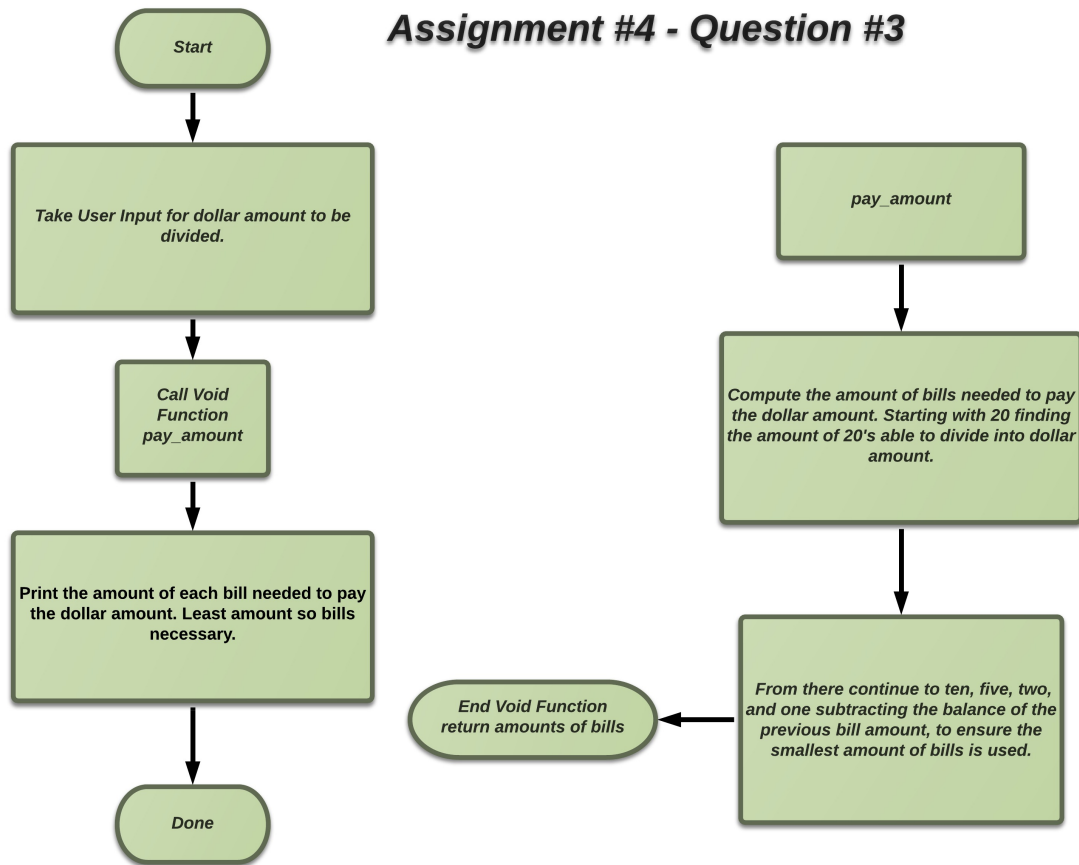 Assignment #4 - Question #3
Start
Take User Input for dollar amount to be
divided.
Call Void
Function
pay_amount
Print the amount of each bill needed to pay
the dollar amount. Least amount so bills
necessary.
Done
pay_amount
Compute the amount of bills needed to pay
the dollar amount. Starting with 20 finding
the amount of 20's able to divide into dollar
amount.
From there continue to ten, five, two,
and one subtracting the balance of the
previous bill amount, to ensure the
smallest amount of bills is used.
End Void Function
return amounts of bills